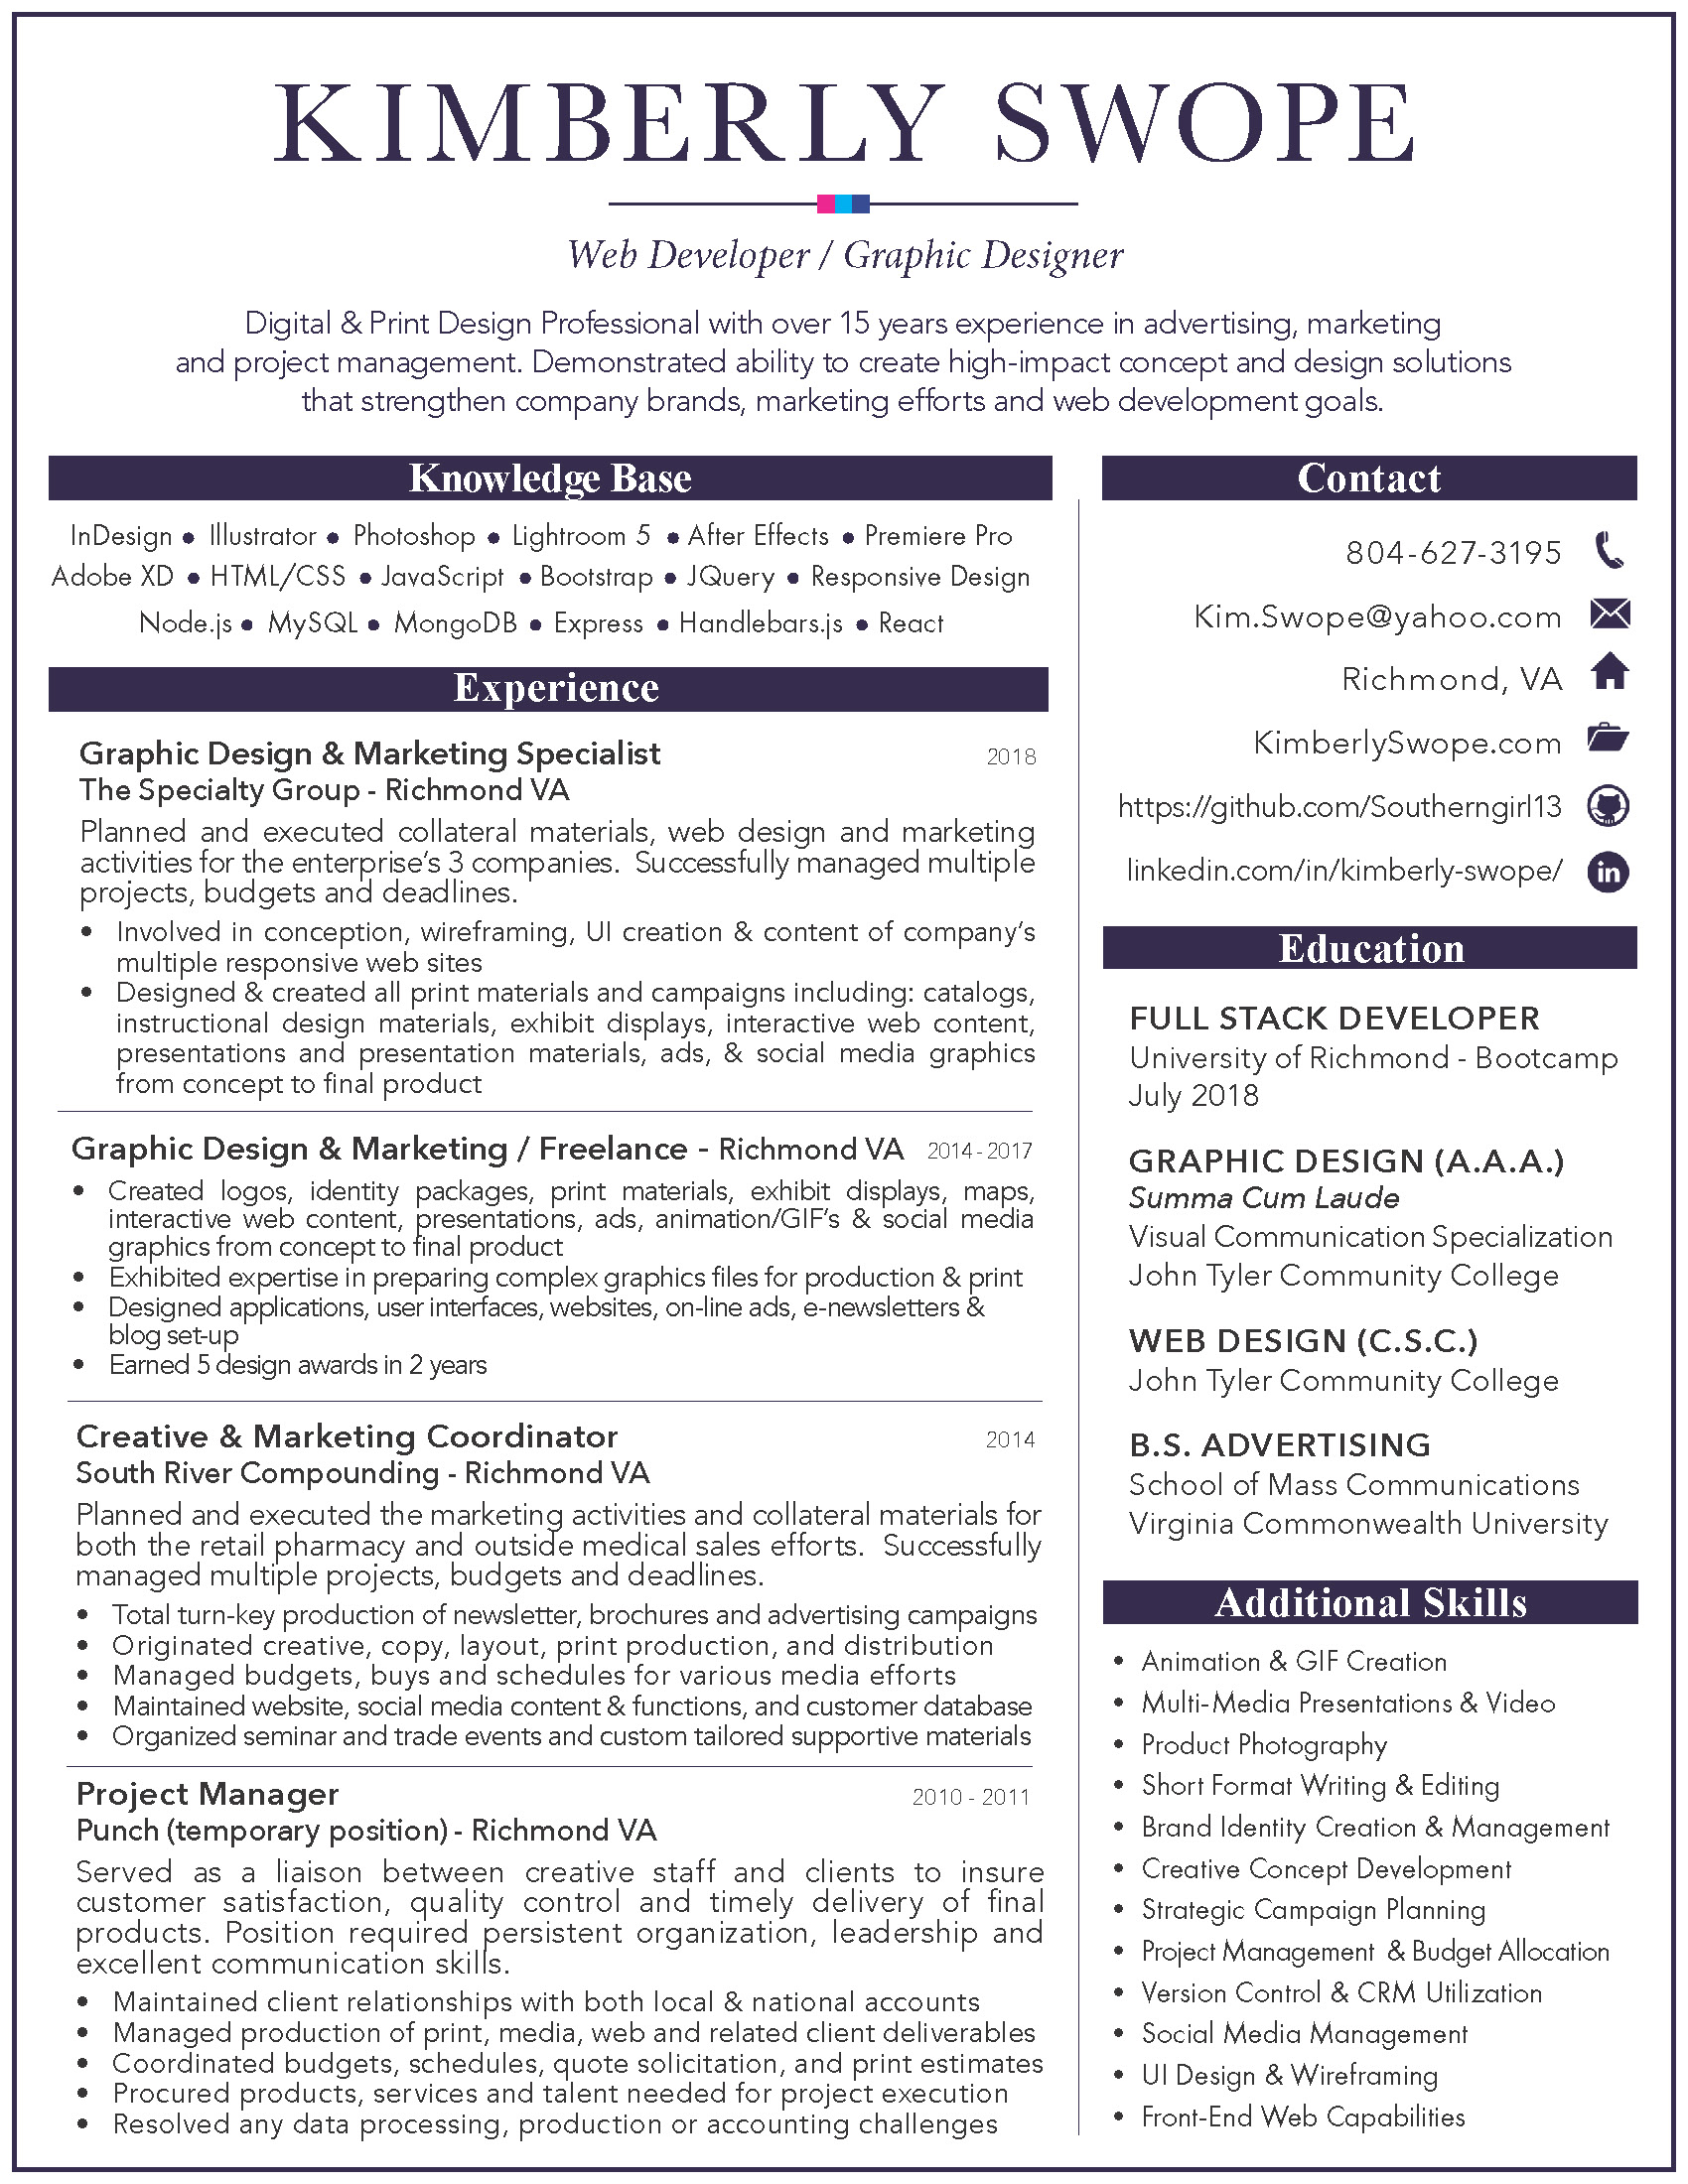 KIMBERLY SWOPE
Web Developer / Graphic Designer
Digital & Print Design Professional with over 15 years experience in advertising, marketing
and project management. Demonstrated ability to create high-impact concept and design solutions
that strengthen company brands, marketing efforts and web development goals.
Knowledge Base
InDesign ● Illustrator ● Photoshop ● Lightroom 5 ● After Effects ● Premiere Pro
Adobe XD ● HTML/CSS ● JavaScript ● Bootstrap ● JQuery ● Responsive Design
Node.js ● MySQL ● MongoDB ● Express ● Handlebars.js ● React
Experience
Graphic Design & Marketing Specialist 2018
The Specialty Group - Richmond VA
Planned and executed collateral materials, web design and marketing
activities for the enterprise's 3 companies. Successfully managed multiple
projects, budgets and deadlines.
• Involved in conception, wireframing, UI creation & content of company's
multiple responsive web sites
• Designed & created all print materials and campaigns including: catalogs,
instructional design materials, exhibit displays, interactive web content,
presentations and presentation materials, ads, & social media graphics
from concept to final product
Graphic Design & Marketing / Freelance - Richmond VA 2014 - 2017
• Created logos, identity packages, print materials, exhibit displays, maps,
interactive web content, presentations, ads, animation/GIF's & social media
graphics from concept to final product
• Exhibited expertise in preparing complex graphics files for production & print
• Designed applications, user interfaces, websites, on-line ads, e-newsletters &
blog set-up
• Earned 5 design awards in 2 years
Creative & Marketing Coordinator 2014
South River Compounding - Richmond VA
Planned and executed the marketing activities and collateral materials for
both the retail pharmacy and outside medical sales efforts. Successfully
managed multiple projects, budgets and deadlines.
• Total turn-key production of newsletter, brochures and advertising campaigns
• Originated creative, copy, layout, print production, and distribution
• Managed budgets, buys and schedules for various media efforts
• Maintained website, social media content & functions, and customer database
• Organized seminar and trade events and custom tailored supportive materials
Project Manager 2010 - 2011
Punch (temporary position) - Richmond VA
Served as a liaison between creative staff and clients to insure
customer satisfaction, quality control and timely delivery of final
products. Position required persistent organization, leadership and
excellent communication skills.
• Maintained client relationships with both local & national accounts
• Managed production of print, media, web and related client deliverables
• Coordinated budgets, schedules, quote solicitation, and print estimates
• Procured products, services and talent needed for project execution
• Resolved any data processing, production or accounting challenges
Contact
804-627-3195
Kim.Swope@yahoo.com
Richmond, VA
KimberlySwope.com
https://github.com/Southerngirl13
linkedin.com/in/kimberly-swope/
in
Education
FULL STACK DEVELOPER
University of Richmond - Bootcamp
July 2018
GRAPHIC DESIGN (A.A.A.)
Summa Cum Laude
Visual Communication Specialization
John Tyler Community College
WEB DESIGN (C.S.C.)
John Tyler Community College
B.S. ADVERTISING
School of Mass Communications
Virginia Commonwealth University
Additional Skills
• Animation & GIF Creation
• Multi-Media Presentations & Video
• Product Photography
• Short Format Writing & Editing
• Brand Identity Creation & Management
• Creative Concept Development
• Strategic Campaign Planning
• Project Management & Budget Allocation
• Version Control & CRM Utilization
• Social Media Management
• UI Design & Wireframing
• Front-End Web Capabilities